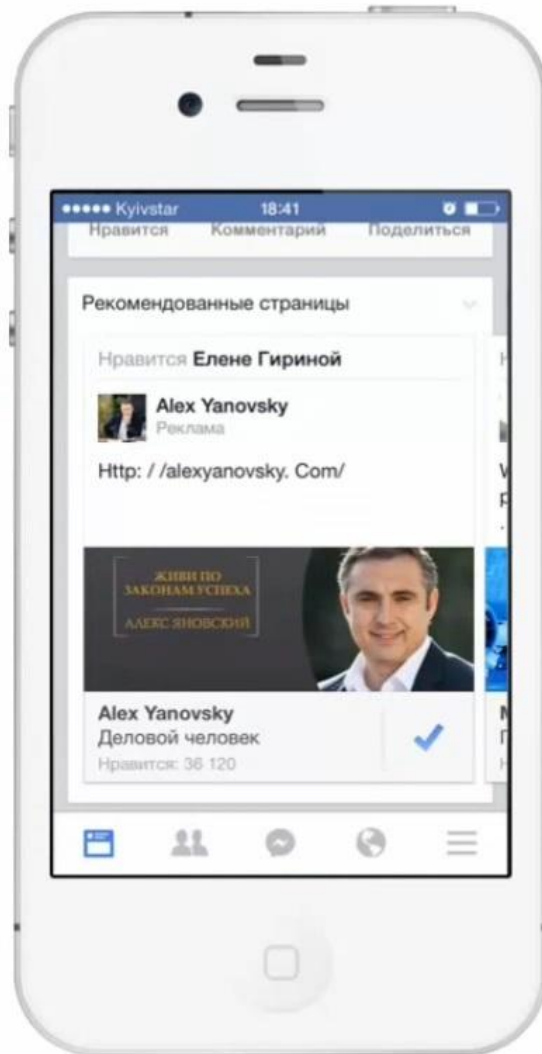 Kyivstar 18:41
Нравится Комментарий Поделиться
Рекомендованные страницы
Нравится Елене Гириной
Alex Yanovsky
Реклама
Http: / /alexyanovsky. Com/
ЖИВИ ПО
ЗАКОНАМ УСПЕХА
АЛЕКС ЯНОВСКИЙ
Alex Yanovsky
Деловой человек
Нравится: 36 120